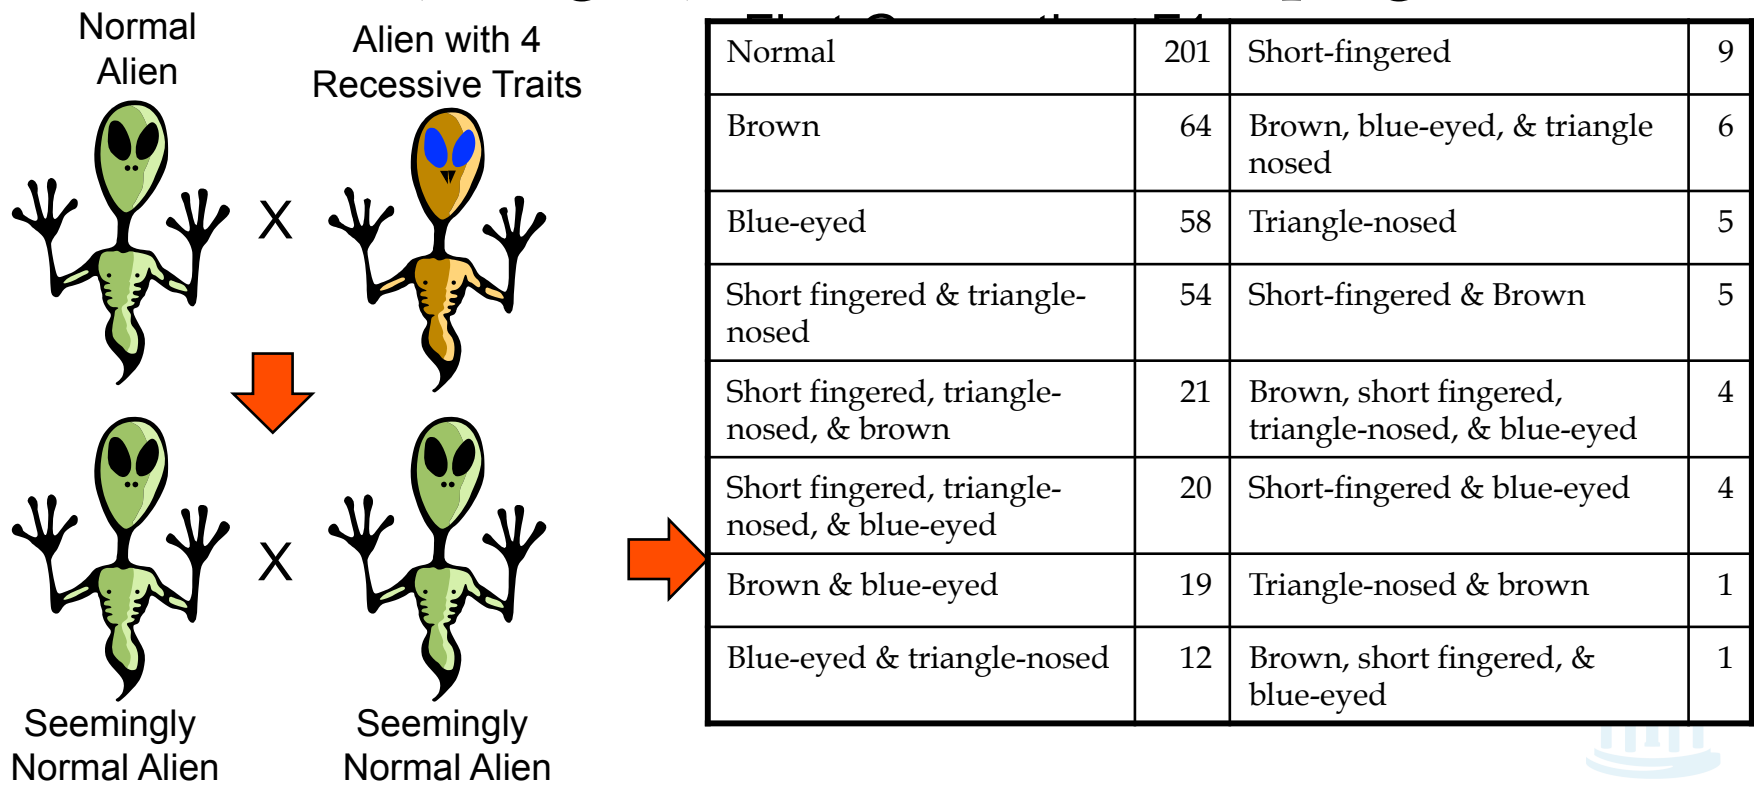 Normal
Alien
Alien with 4
Recessive Traits
X
X
Seemingly
Normal Alien
Seemingly
Normal Alien
Normal 201 Short-fingered 9
Brown 64 Brown, blue-eyed, & triangle 6
nosed
Blue-eyed 58 Triangle-nosed 5
Short fingered & triangle- 54 Short-fingered & Brown 5
nosed
Short fingered, triangle- 21 Brown, short fingered, 4
nosed, & brown triangle-nosed, & blue-eyed
Short fingered, triangle- 20 Short-fingered & blue-eyed 4
nosed, & blue-eyed
Brown & blue-eyed 19 Triangle-nosed & brown 1
Blue-eyed & triangle-nosed 12 Brown, short fingered, & 1
blue-eyed